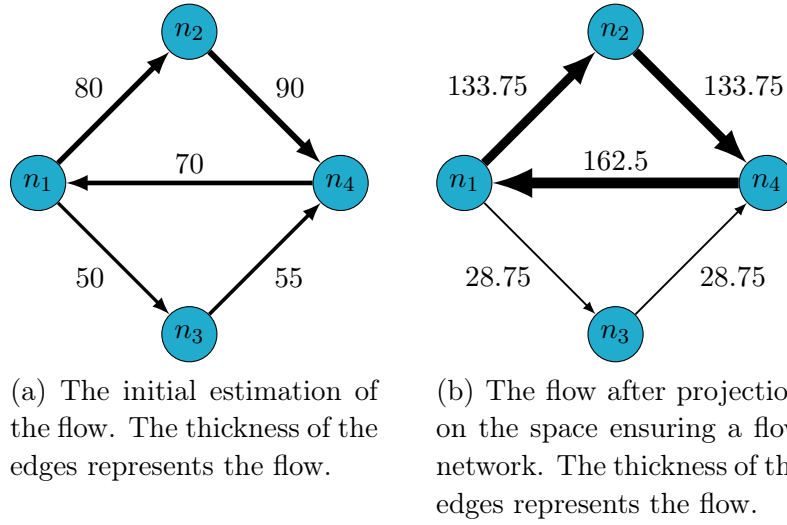 n2
80
90
n1
70
n4
50
55
n3
(a) The initial estimation of
the flow. The thickness of the
edges represents the flow.
n2
133.75
133.75
n1
162.5
n4
28.75
28.75
n3
(b) The flow after projectio
on the space ensuring a flo
network. The thickness of th
edges represents the flow.